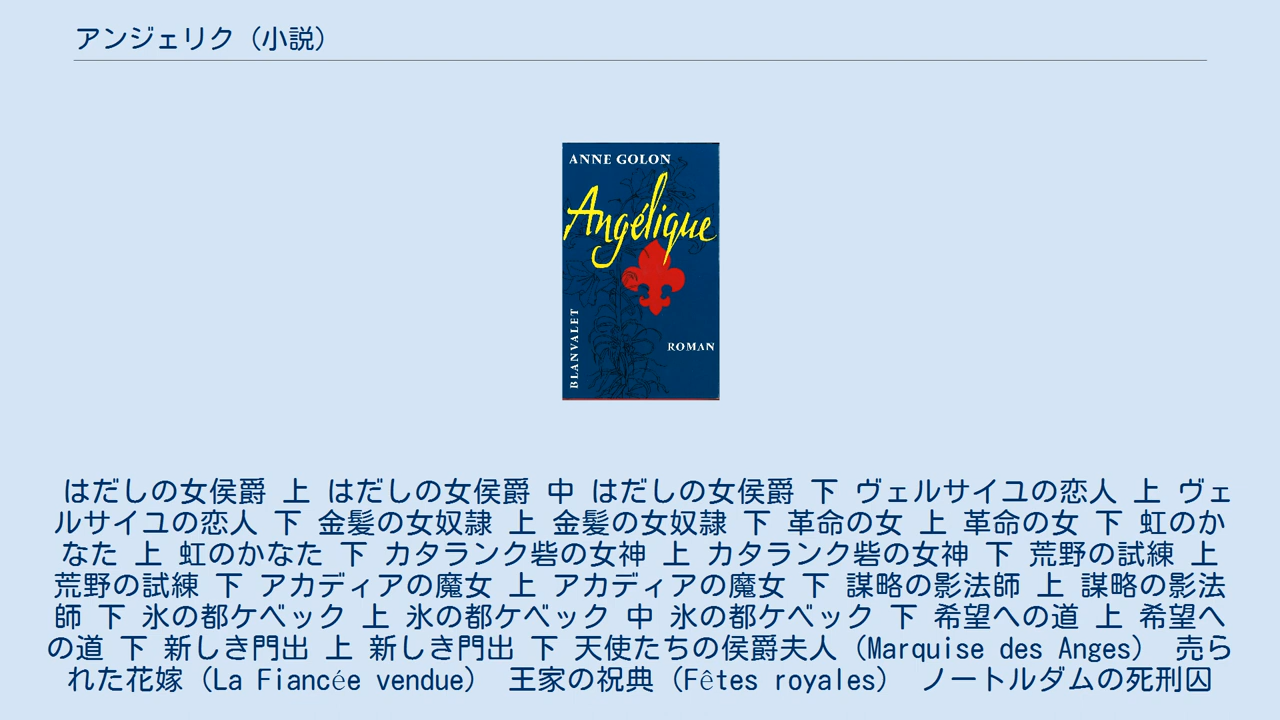 アンジェリク（小説）
ANNE GOLON
Angélique
BLANVALET
ROMAN
はだしの女侯爵 上 はだしの女侯爵 中 はだしの女侯爵 下 ヴェルサイユの恋人 上 ヴェ
ルサイユの恋人 下 金髪の女奴隷 上 金髪の女奴隷 下 革命の女 上 革命の女 下 虹のか
なた 上 虹のかなた 下 カタランク砦の女神 上 カタランク砦の女神 下 荒野の試練 上
荒野の試練 下 アカディアの魔女 上 アカディアの魔女 下 謀略の影法師 上 謀略の影法
師 下 氷の都ケベック 上 氷の都ケベック 中 氷の都ケベック 下 希望への道 上 希望へ
の道 下 新しき門出 上 新しき門出 下 天使たちの侯爵夫人（Marquise des Anges） 売ら
れた花嫁（La Fiancée vendue） 王家の祝典（Fêtes royales） ノートルダムの死刑囚